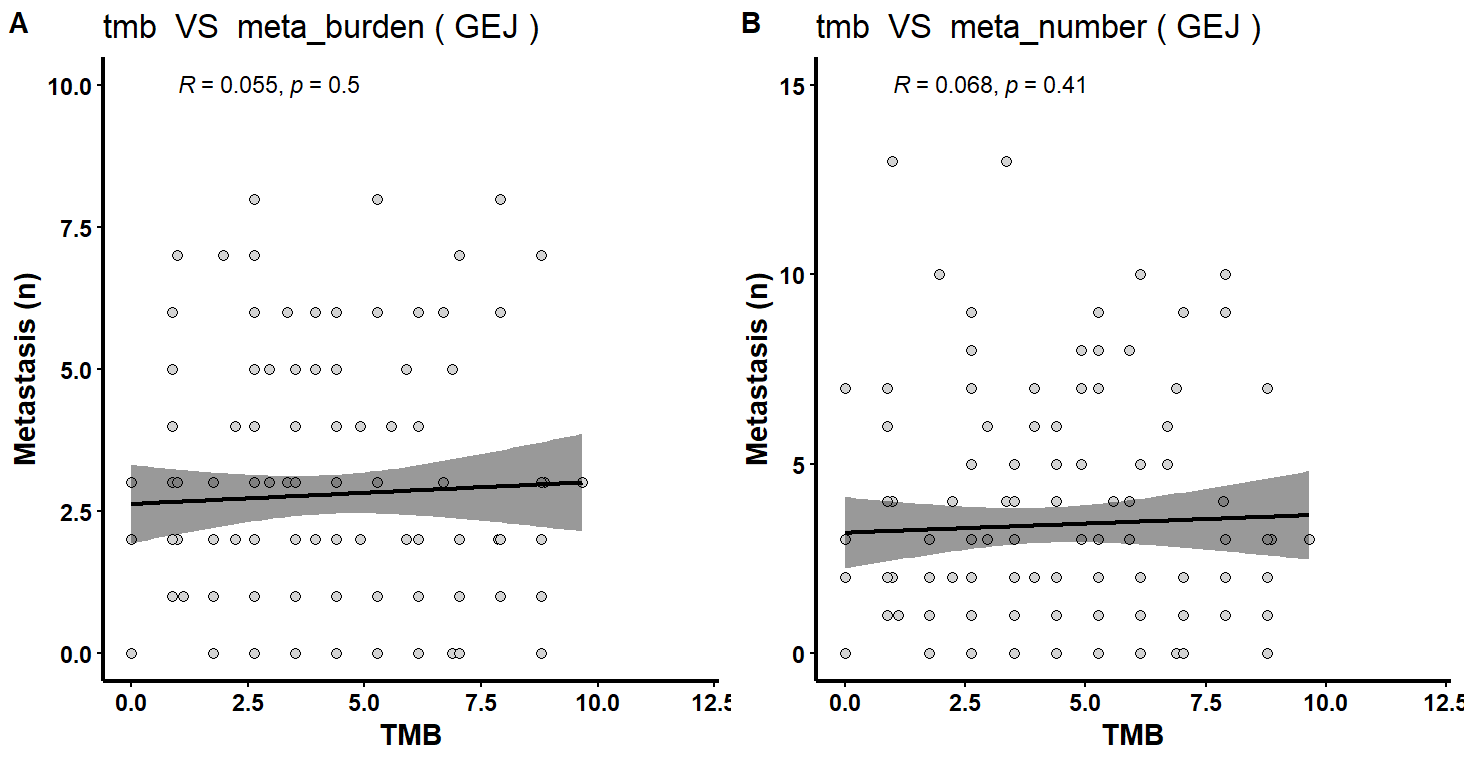 A
tmb VS meta_burden ( GEJ )
R = 0.055, p = 0.5
10.0
7.5
5.0
2.5
0.0
Metastasis (n)
0.0 2.5 5.0 7.5 10.0 12.5
TMB
B
tmb VS meta_number ( GEJ )
R = 0.068, p = 0.41
15
10
5
0
Metastasis (n)
0.0 2.5 5.0 7.5 10.0 12.5
TMB